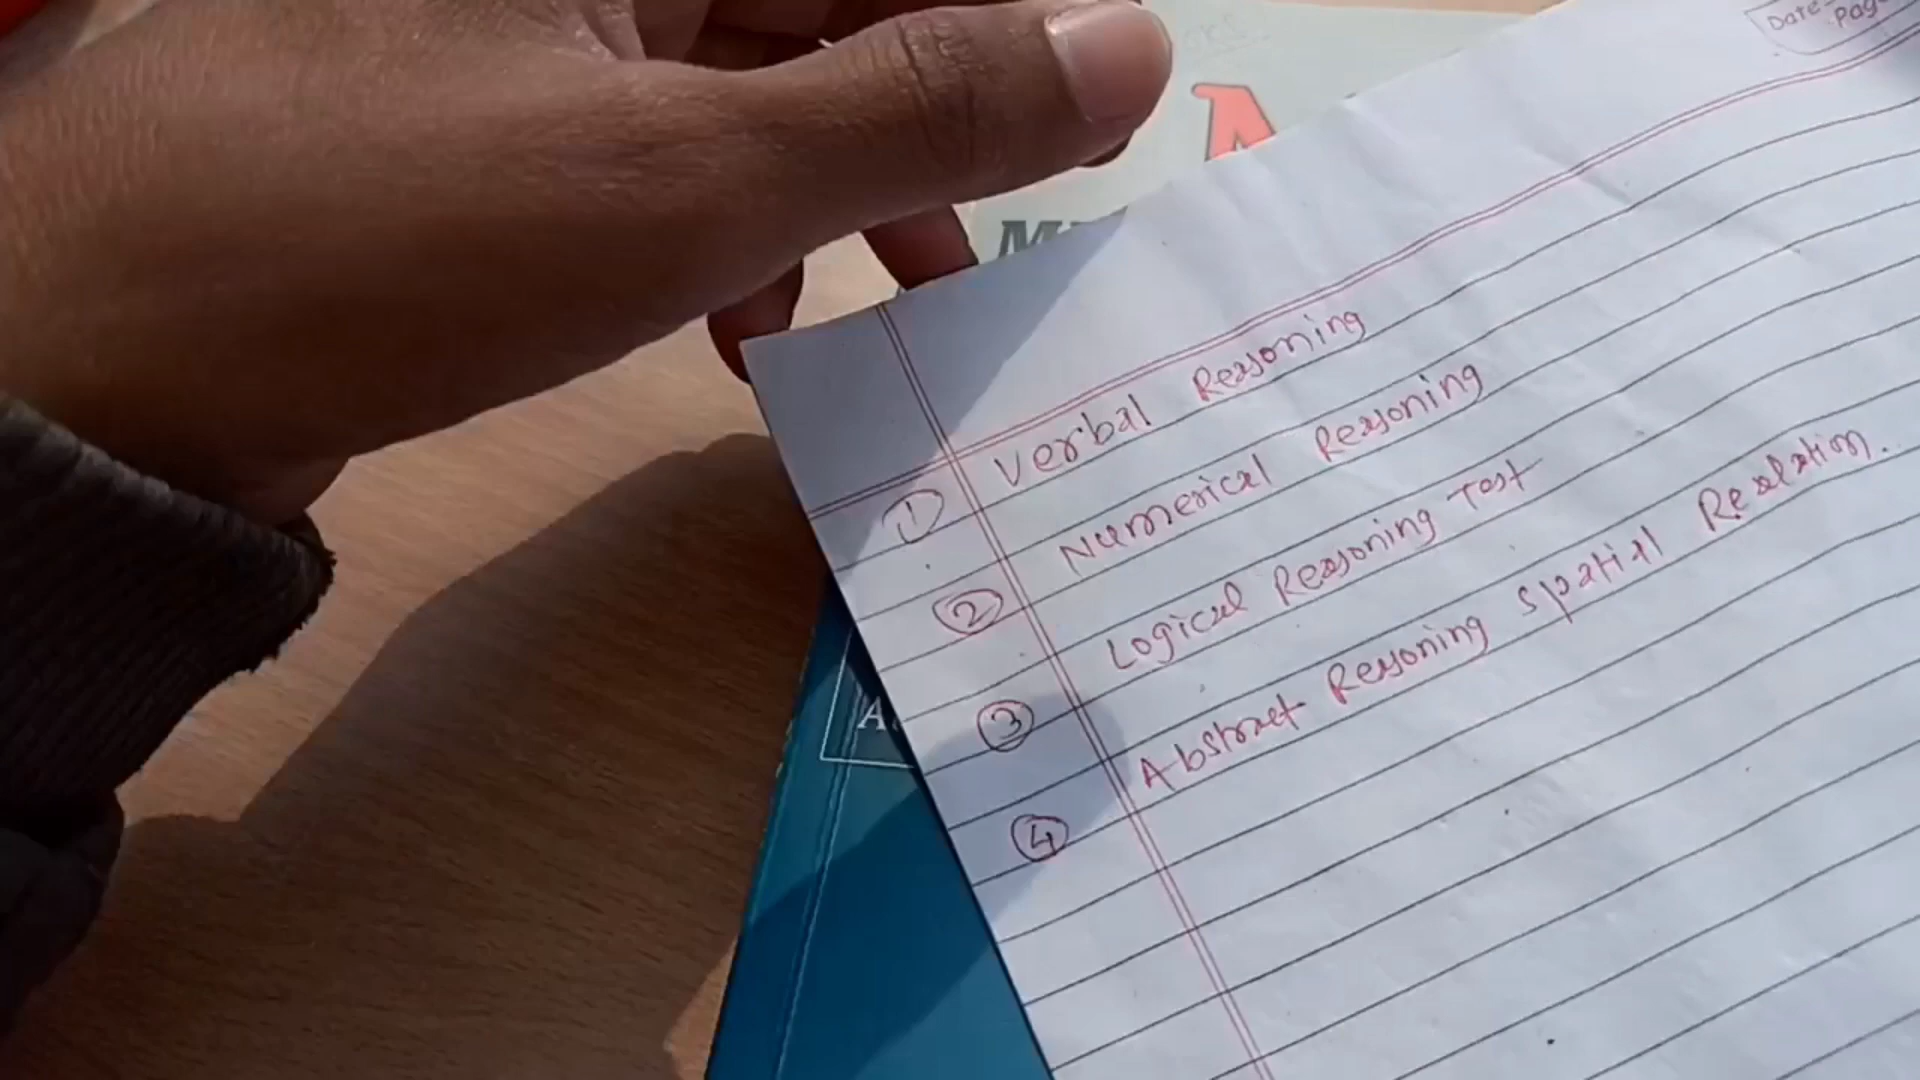 Date
Page
① Verbal Reasoning
② Numerical Reasoning
③ Logical Reasoning Test
④ Abstract Reasoning Spatial Realation.